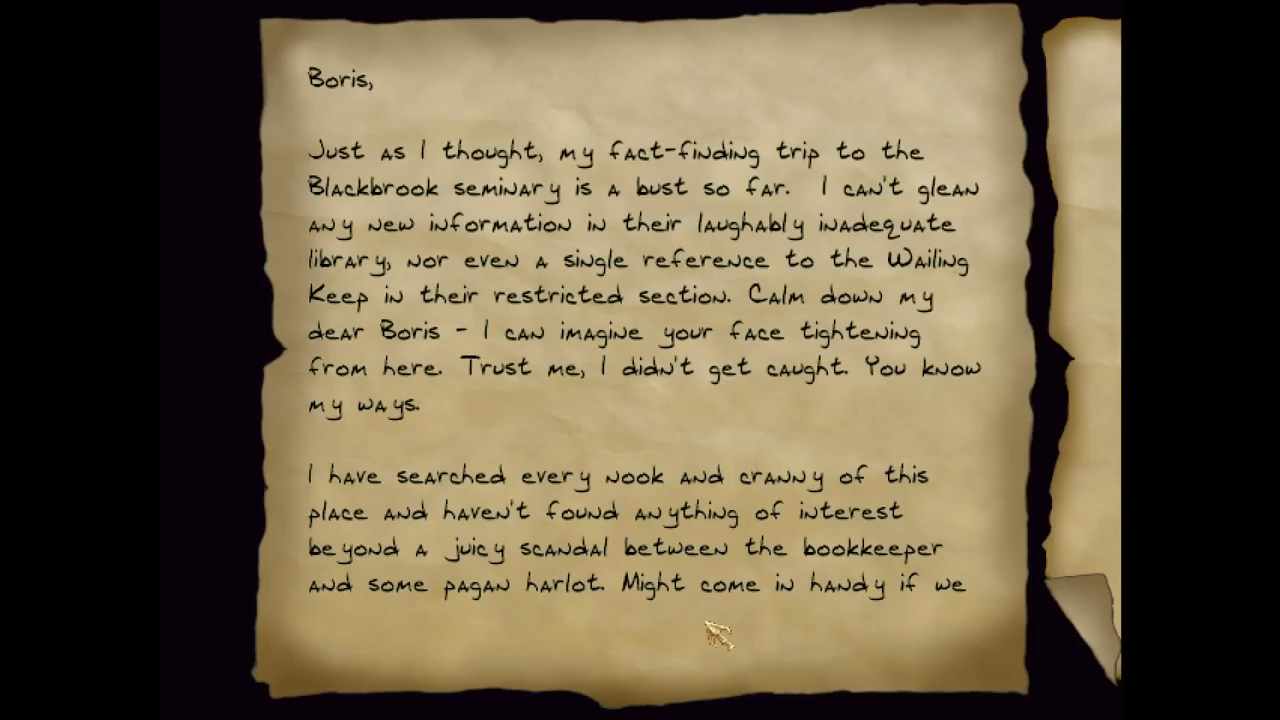 Boris,
Just as I thought, my fact-finding trip to the
Blackbrook seminary is a bust so far.  I can't glean
any new information in their laughably inadequate
library, nor even a single reference to the Wailing
Keep in their restricted section. Calm down my
dear Boris - I can imagine your face tightening
from here. Trust me, I didn't get caught. You know
my ways.
I have searched every nook and cranny of this
place and haven't found anything of interest
beyond a juicy scandal between the bookkeeper
and some pagan harlot. Might come in handy if we